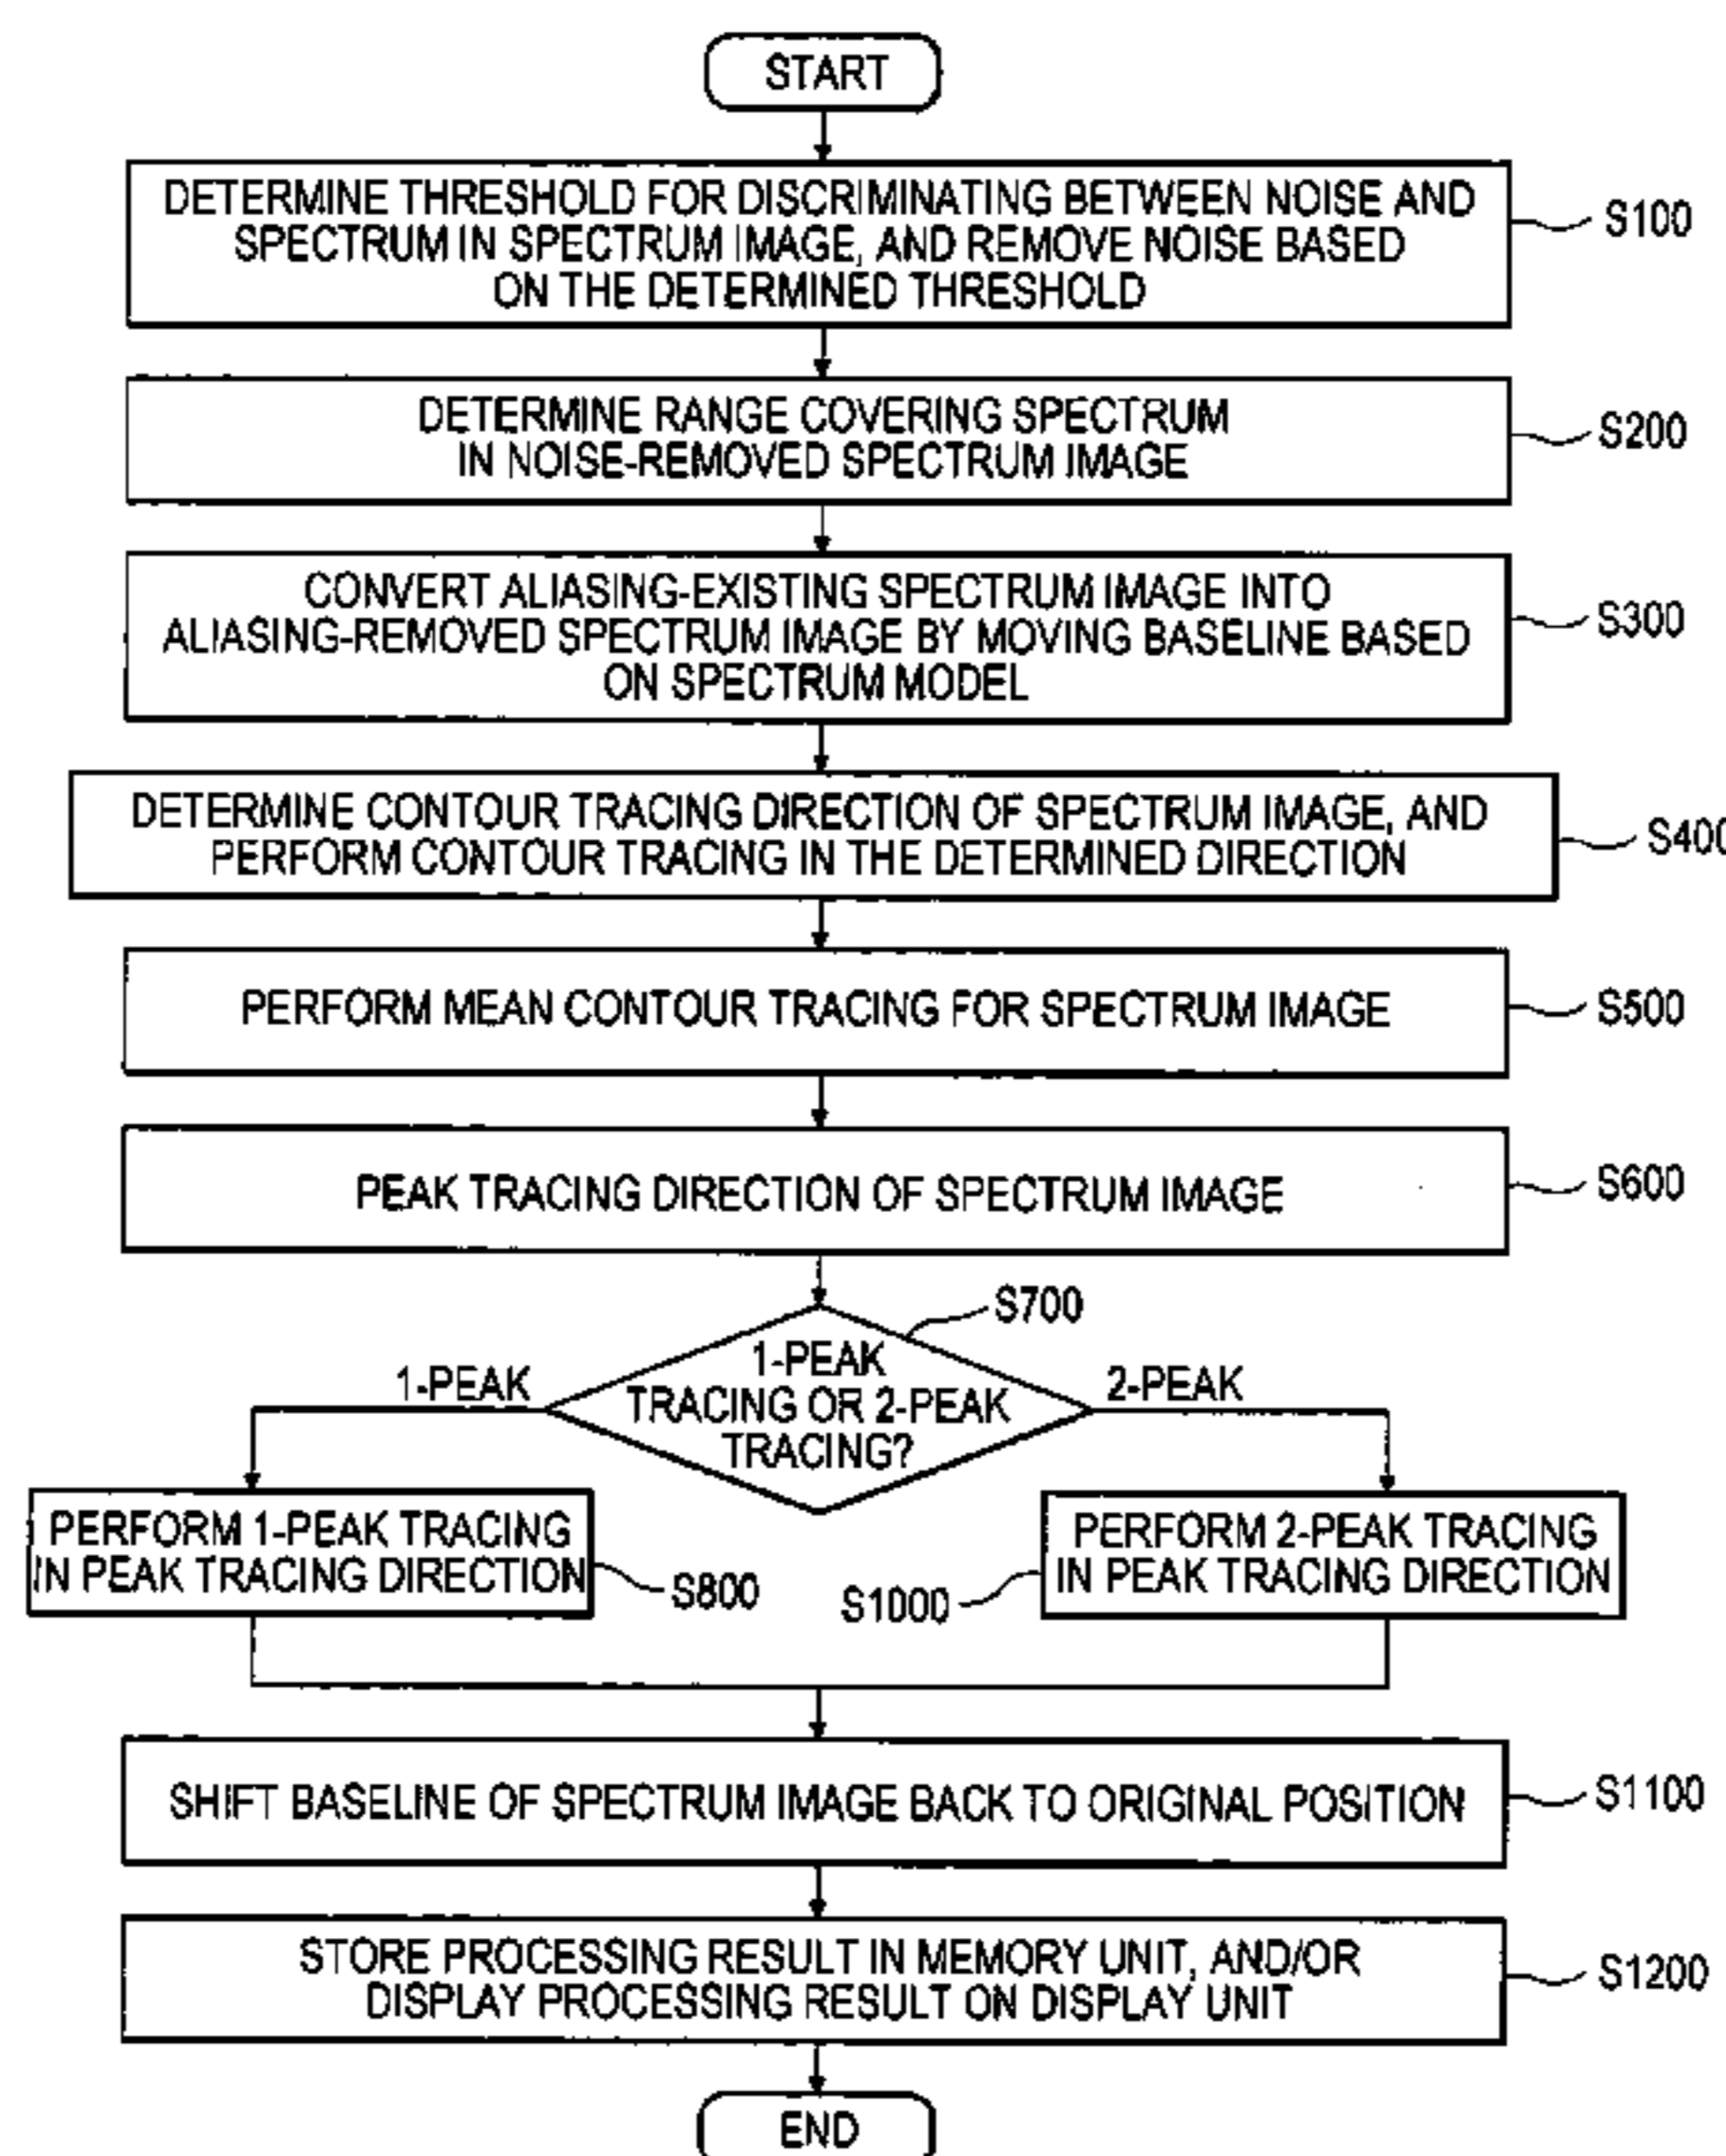 START
DETERMINE THRESHOLD FOR DISCRIMINATING BETWEEN NOISE AND
SPECTRUM IN SPECTRUM IMAGE, AND REMOVE NOISE BASED
ON THE DETERMINED THRESHOLD
S100
DETERMINE RANGE COVERING SPECTRUM
IN NOISE-REMOVED SPECTRUM IMAGE
S200
CONVERT ALIASING-EXISTING SPECTRUM IMAGE INTO
ALIASING-REMOVED SPECTRUM IMAGE BY MOVING BASELINE BASED
ON SPECTRUM MODEL
S300
DETERMINE CONTOUR TRACING DIRECTION OF SPECTRUM IMAGE, AND
PERFORM CONTOUR TRACING IN THE DETERMINED DIRECTION
S400
PERFORM MEAN CONTOUR TRACING FOR SPECTRUM IMAGE
S500
PEAK TRACING DIRECTION OF SPECTRUM IMAGE
S600
S700
1-PEAK
TRACING OR 2-PEAK
TRACING?
1-PEAK
2-PEAK
PERFORM 1-PEAK TRACING
IN PEAK TRACING DIRECTION
S800
PERFORM 2-PEAK TRACING
IN PEAK TRACING DIRECTION
S1000
SHIFT BASELINE OF SPECTRUM IMAGE BACK TO ORIGINAL POSITION
S1100
STORE PROCESSING RESULT IN MEMORY UNIT, AND/OR
DISPLAY PROCESSING RESULT ON DISPLAY UNIT
S1200
END